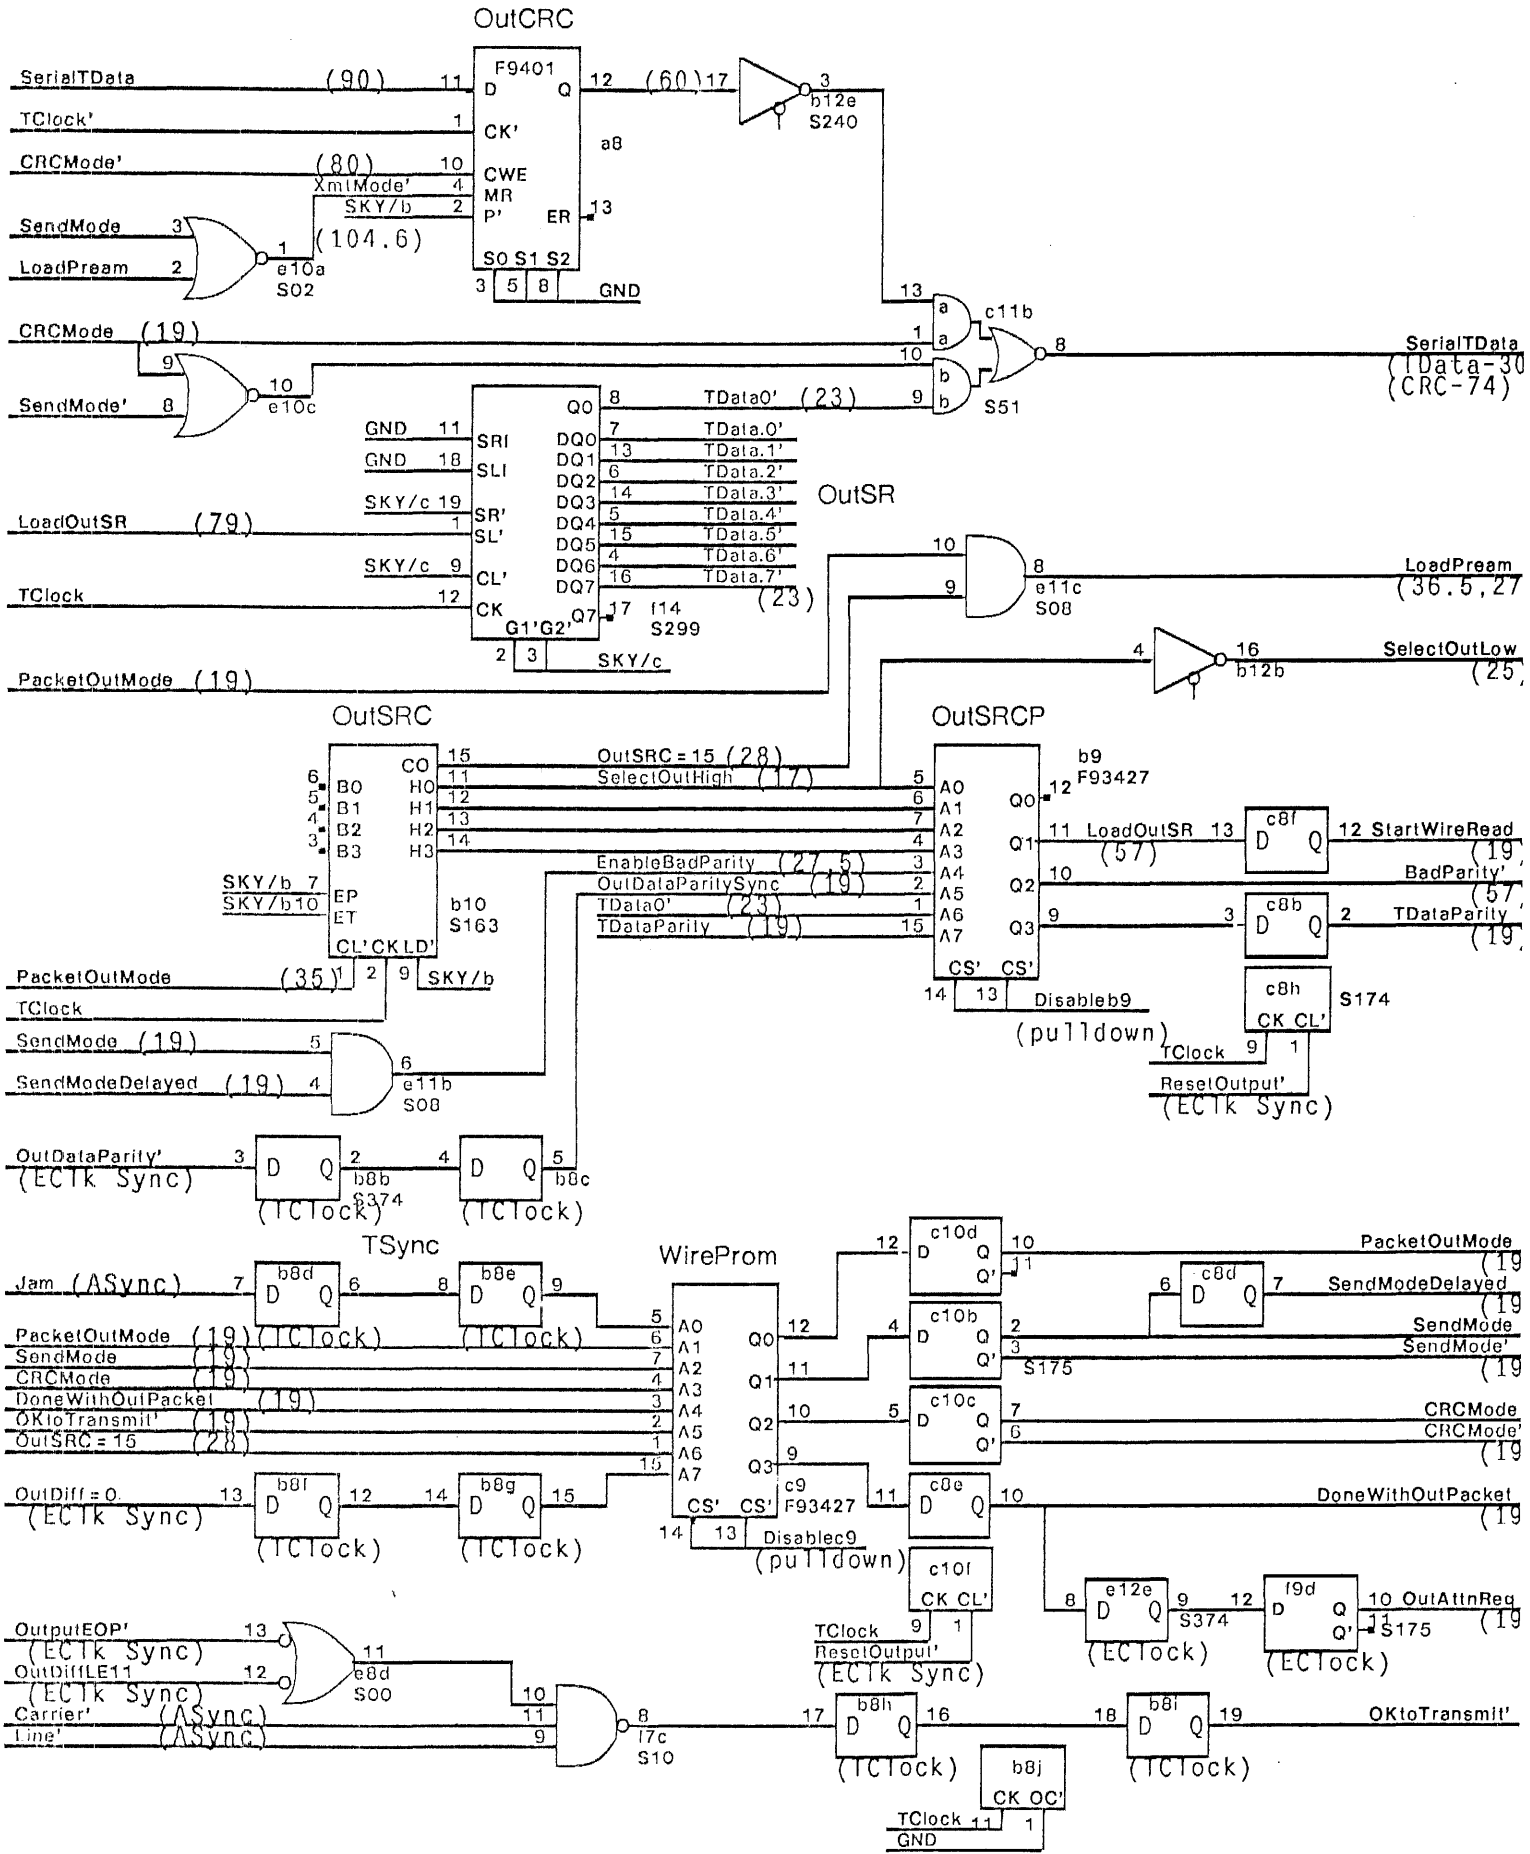 OutCRC
SerialTData (90) 11 D F9401 Q 12 (60) 17 3
b12e
S240
TClock' 1 CK'
a8
CRCMode' (80) 10 CWE
XmtMode' 4 MR
SKY/b 2 P' ER 13
(104.6)
SendMode 3
LoadPream 2
1
e10a
S02
S0 S1 S2
3 5 8 GND
13 a c11b
CRCMode (19) 1 a
9
10 b
8 SerialTData
(TData-30
(CRC-74)
SendMode' 8
10
e10c
Q0 8 TData0' (23) 9 b
S51
GND 11 SRI DQ0 7 TData.0'
DQ1 13 TData.1'
GND 18 SLI DQ2 6 TData.2'
DQ3 14 TData.3'
OutSR
SKY/c 19 SR' DQ4 5 TData.4'
LoadOutSR (79) 1 SL' DQ5 15 TData.5'
DQ6 4 TData.6'
SKY/c 9 CL' DQ7 16 TData.7'
(23)
TClock 12 CK Q7 17 f14
S299
G1'G2'
2 3 SKY/c
10
9
8 LoadPream
e11c
S08
(36.5,27
4 16 SelectOutLow
b12b (25,
PacketOutMode (19)
OutSRC
OutSRCP
CO 15 OutSRC=15 (28)
b9
F93427
6 B0 H0 11 SelectOutHigh (17) 5 A0 Q0 12
5 B1 H1 12 6 A1
4 B2 H2 13 7 A2
3 B3 H3 14 4 A3
Q1 11 LoadOutSR 13 c8f D Q 12 StartWireRead
(57) (19,
EnableBadParity (27.5) 3 A4
OutDataParitySync (19) 2 A5 Q2 10 BadParity'
(57,
TData0' (23) 1 A6
TDataParity (19) 15 A7 Q3 9 3 c8b D Q 2 TDataParity
(19,
SKY/b 7 EP
SKY/b10 ET
b10
S163
CL' CK LD'
1 2 9 SKY/b
CS' CS'
14 13 Disableb9
(pulldown)
c8h S174
CK CL'
TClock 9 1
ResetOutput'
(EClk Sync)
PacketOutMode (35)
TClock
SendMode (19) 5
SendModeDelayed (19) 4
6
e11b
S08
OutDataParity' 3 D Q 2 4 D Q 5
(EClk Sync)
b8b b8c
S374
(TClock) (TClock)
TSync
WireProm
Jam (ASync) 7 b8d D Q 6 8 b8e D Q 9
(TClock) (TClock)
5 A0 Q0 12
PacketOutMode (19) 6 A1
SendMode (19) 7 A2
CRCMode (19) 4 A3 Q1 11
DoneWithOutPacket (19) 3 A4
OKtoTransmit' (19) 2 A5 Q2 10
OutSRC=15 (28) 1 A6
15 A7 Q3 9
12 c10d D Q 10 PacketOutMode
Q' 11 (19
6 c8d D Q 7 SendModeDelayed
(19
4 c10b D Q 2 SendMode
Q' 3 SendMode'
S175 (19
5 c10c D Q 7 CRCMode
Q' 6 CRCMode'
(19
OutDiff=0. 13 b8f D Q 12 14 b8g D Q 15
(EClk Sync) (TClock) (TClock)
c9
F93427
CS' CS'
14 13 Disablec9
(pulldown)
11 c8e D Q 10 DoneWithOutPacket
(19
c10f
CK CL'
9 1
TClock
ResetOutput'
(EClk Sync)
8 e12e D Q 9 12 f9d D Q 10 OutAttnReq
S374 Q' 11 S175 (19
(EClock) (EClock)
OutputEOP' 13
(EClk Sync)
OutDiffLE11 12
(EClk Sync)
11
e8d
S00
10
Carrier' (ASync) 11
Line' (ASync) 9
8
f7c
S10
17 b8h D Q 16 18 b8i D Q 19 OKtoTransmit'
(TClock) (TClock)
b8j
CK OC'
TClock 11 1
GND